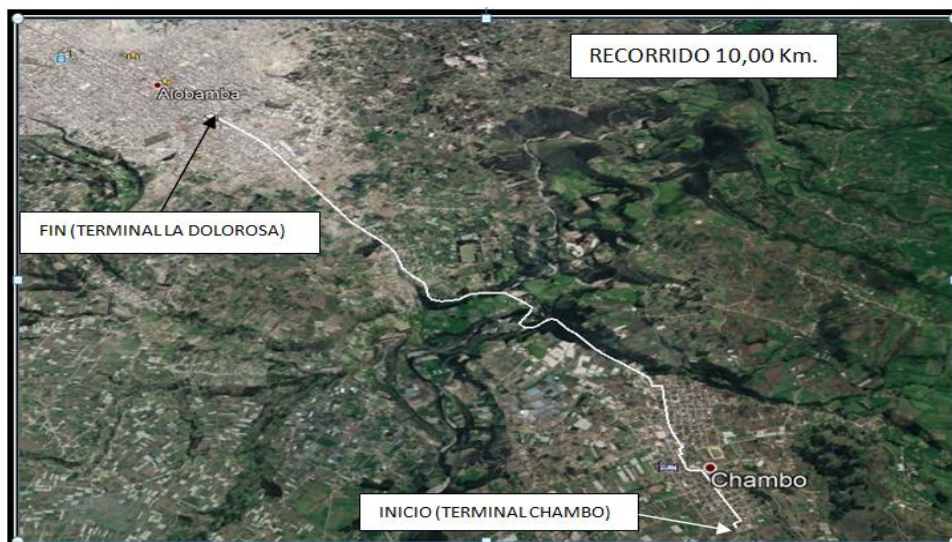 RECORRIDO 10,00 Km.
Alobamba
FIN (TERMINAL LA DOLOROSA)
Chambo
INICIO (TERMINAL CHAMBO)